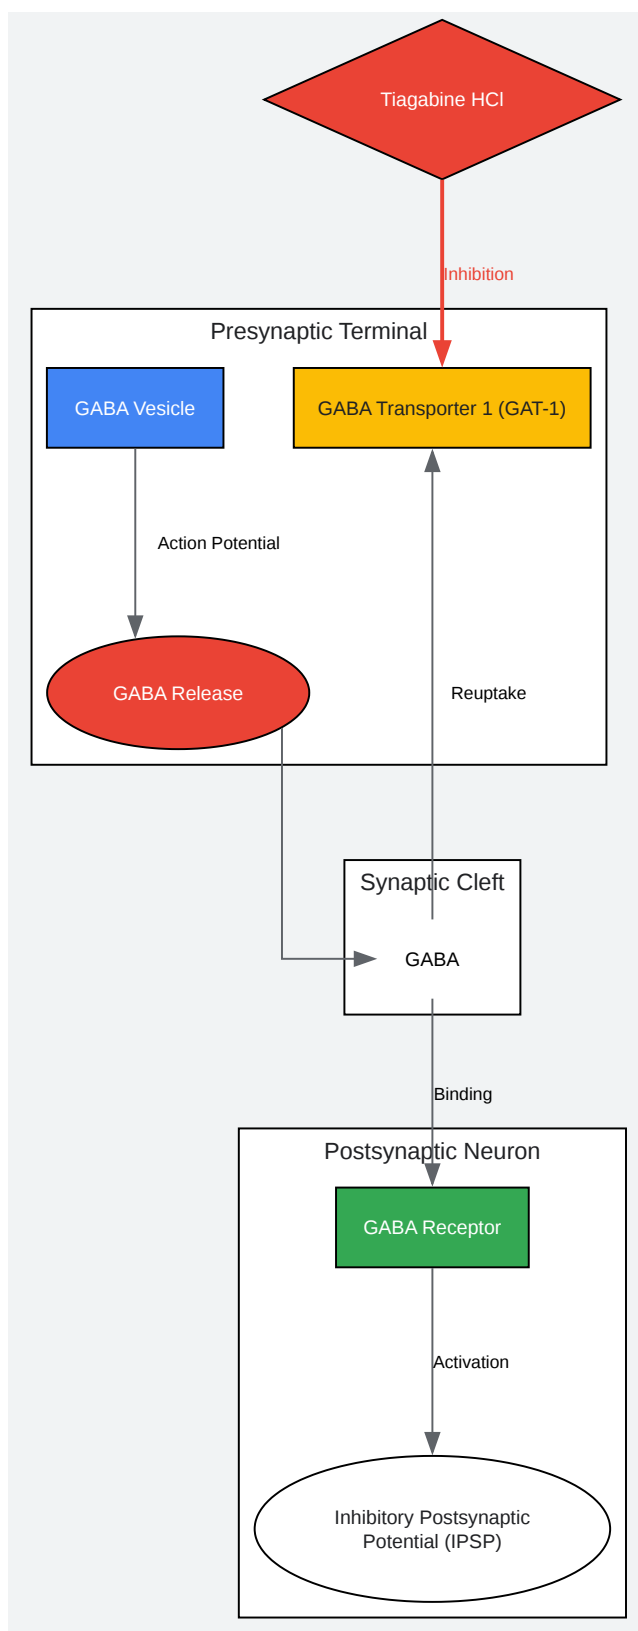 Tiagabine HCl
Inhibition
Presynaptic Terminal
GABA Vesicle
GABA Transporter 1 (GAT-1)
Action Potential
GABA Release
Reuptake
Synaptic Cleft
GABA
Binding
Postsynaptic Neuron
GABA Receptor
Activation
Inhibitory Postsynaptic
Potential (IPSP)